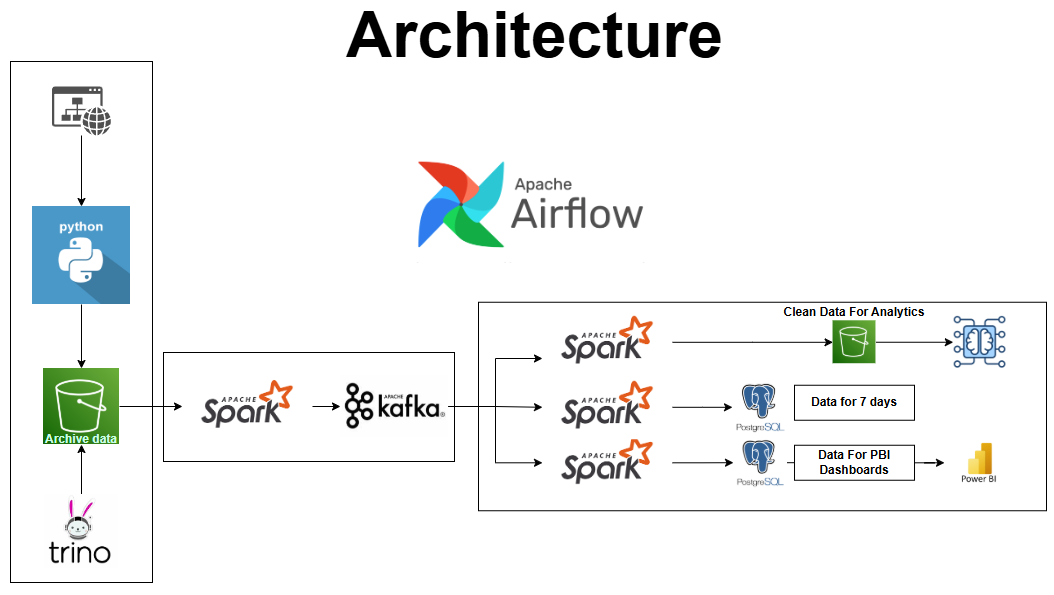 Architecture
python
Archive data
trino
Apache
Airflow
APACHE
Spark
APACHE
kafka
Clean Data For Analytics
APACHE
Spark
APACHE
Spark
PostgreSQL
Data for 7 days
APACHE
Spark
PostgreSQL
Data For PBI
Dashboards
Power BI